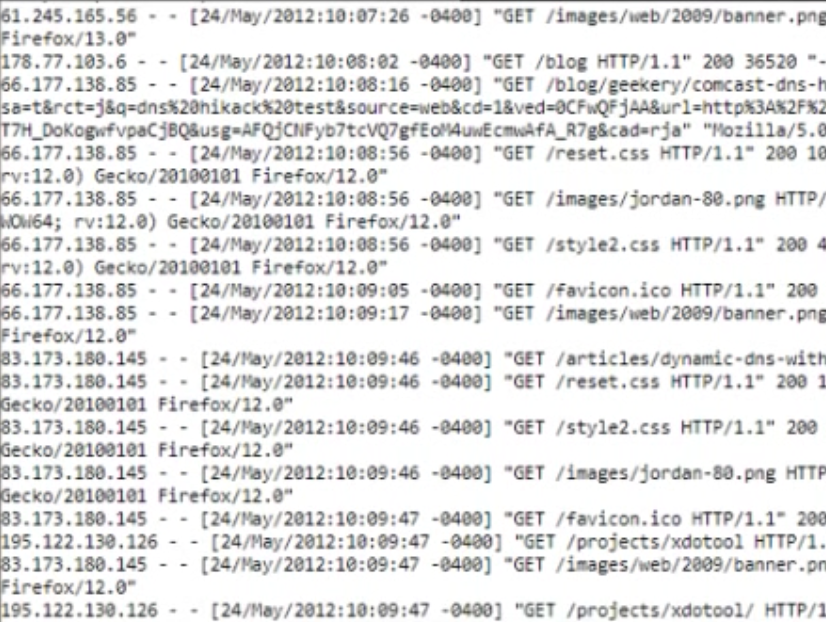 61.245.165.56 - - [24/May/2012:10:07:26 -0400] "GET /images/web/2009/banner.png
Firefox/13.0"
178.77.103.6 - - [24/May/2012:10:08:02 -0400] "GET /blog HTTP/1.1" 200 36520 "-
66.177.138.85 - - [24/May/2012:10:08:16 -0400] "GET /blog/geekery/comcast-dns-h
sa=t&rct=j&q=dns%20hikack%20test&source=web&cd=1&ved=0CFwQFjAA&url=http%3A%2F%2
T7H_DoKogwfvpaCjBQ&usg=AFQjCNFyb7tcVQ7gfEoM4uwEcmwAfA_R7g&cad=rja" "Mozilla/5.0
66.177.138.85 - - [24/May/2012:10:08:56 -0400] "GET /reset.css HTTP/1.1" 200 10
rv:12.0) Gecko/20100101 Firefox/12.0"
66.177.138.85 - - [24/May/2012:10:08:56 -0400] "GET /images/jordan-80.png HTTP/
WOW64; rv:12.0) Gecko/20100101 Firefox/12.0"
66.177.138.85 - - [24/May/2012:10:08:56 -0400] "GET /style2.css HTTP/1.1" 200 4
rv:12.0) Gecko/20100101 Firefox/12.0"
66.177.138.85 - - [24/May/2012:10:09:05 -0400] "GET /favicon.ico HTTP/1.1" 200
66.177.138.85 - - [24/May/2012:10:09:17 -0400] "GET /images/web/2009/banner.png
Firefox/12.0"
83.173.180.145 - - [24/May/2012:10:09:46 -0400] "GET /articles/dynamic-dns-with
83.173.180.145 - - [24/May/2012:10:09:46 -0400] "GET /reset.css HTTP/1.1" 200 1
Gecko/20100101 Firefox/12.0"
83.173.180.145 - - [24/May/2012:10:09:46 -0400] "GET /style2.css HTTP/1.1" 200
Gecko/20100101 Firefox/12.0"
83.173.180.145 - - [24/May/2012:10:09:46 -0400] "GET /images/jordan-80.png HTTP
Gecko/20100101 Firefox/12.0"
83.173.180.145 - - [24/May/2012:10:09:47 -0400] "GET /favicon.ico HTTP/1.1" 200
195.122.130.126 - - [24/May/2012:10:09:47 -0400] "GET /projects/xdotool HTTP/1.
83.173.180.145 - - [24/May/2012:10:09:47 -0400] "GET /images/web/2009/banner.pn
Firefox/12.0"
195.122.130.126 - - [24/May/2012:10:09:47 -0400] "GET /projects/xdotool/ HTTP/1